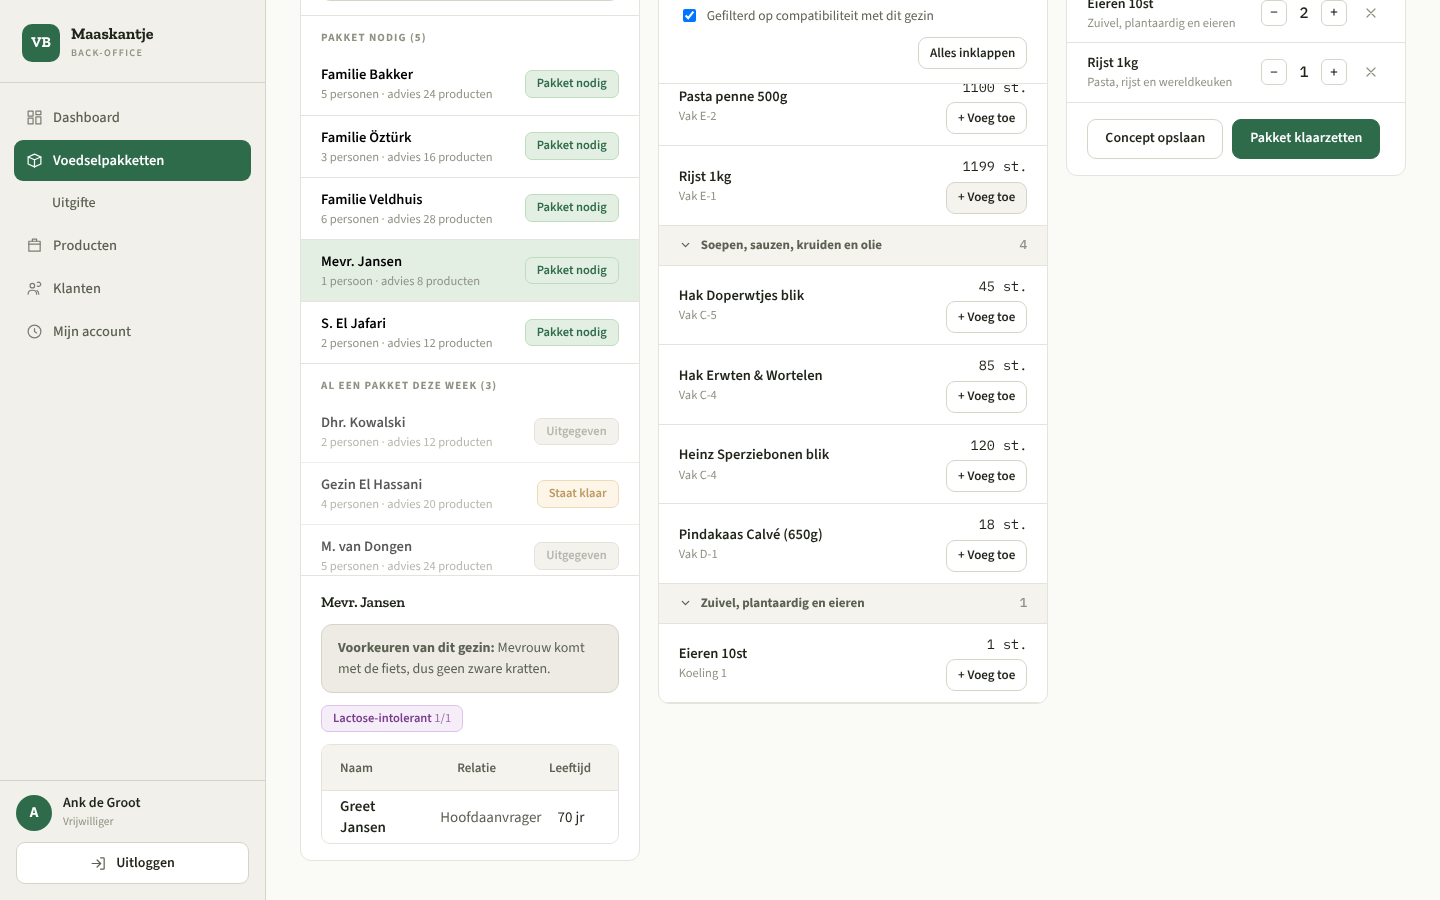 VB
Maaskantje
BACK-OFFICE
Dashboard
Voedselpakketten
Uitgifte
Producten
Klanten
Mijn account
A
Ank de Groot
Vrijwilliger
Uitloggen
PAKKET NODIG (5)
Familie Bakker
5 personen · advies 24 producten
Pakket nodig
Familie Öztürk
3 personen · advies 16 producten
Pakket nodig
Familie Veldhuis
6 personen · advies 28 producten
Pakket nodig
Mevr. Jansen
1 persoon · advies 8 producten
Pakket nodig
S. El Jafari
2 personen · advies 12 producten
Pakket nodig
AL EEN PAKKET DEZE WEEK (3)
Dhr. Kowalski
2 personen · advies 12 producten
Uitgegeven
Gezin El Hassani
4 personen · advies 20 producten
Staat klaar
M. van Dongen
5 personen · advies 24 producten
Uitgegeven
Mevr. Jansen
Voorkeuren van dit gezin: Mevrouw komt
met de fiets, dus geen zware kratten.
Lactose-intolerant 1/1
Naam Relatie Leeftijd
Greet
Jansen
Hoofdaanvrager 70 jr
Gefilterd op compatibiliteit met dit gezin
Alles inklappen
Pasta penne 500g
Vak E-2
1100 st.
+ Voeg toe
Rijst 1kg
Vak E-1
1199 st.
+ Voeg toe
Soepen, sauzen, kruiden en olie 4
Hak Doperwtjes blik
Vak C-5
45 st.
+ Voeg toe
Hak Erwten & Wortelen
Vak C-4
85 st.
+ Voeg toe
Heinz Sperziebonen blik
Vak C-4
120 st.
+ Voeg toe
Pindakaas Calvé (650g)
Vak D-1
18 st.
+ Voeg toe
Zuivel, plantaardig en eieren 1
Eieren 10st
Koeling 1
1 st.
+ Voeg toe
Eieren 10st
Zuivel, plantaardig en eieren
− 2 +
Rijst 1kg
Pasta, rijst en wereldkeuken
− 1 +
Concept opslaan
Pakket klaarzetten